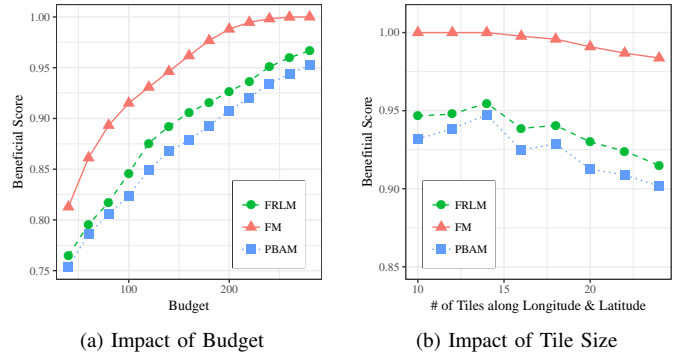 1.00
0.95
0.90
0.85
0.80
0.75
Beneficial Score
FRLM
FM
PBAM
100
200
Budget
(a) Impact of Budget
1.00
0.95
0.90
0.85
Benefitial Score
FRLM
FM
PBAM
10
15
20
# of Tiles along Longitude & Latitude
(b) Impact of Tile Size